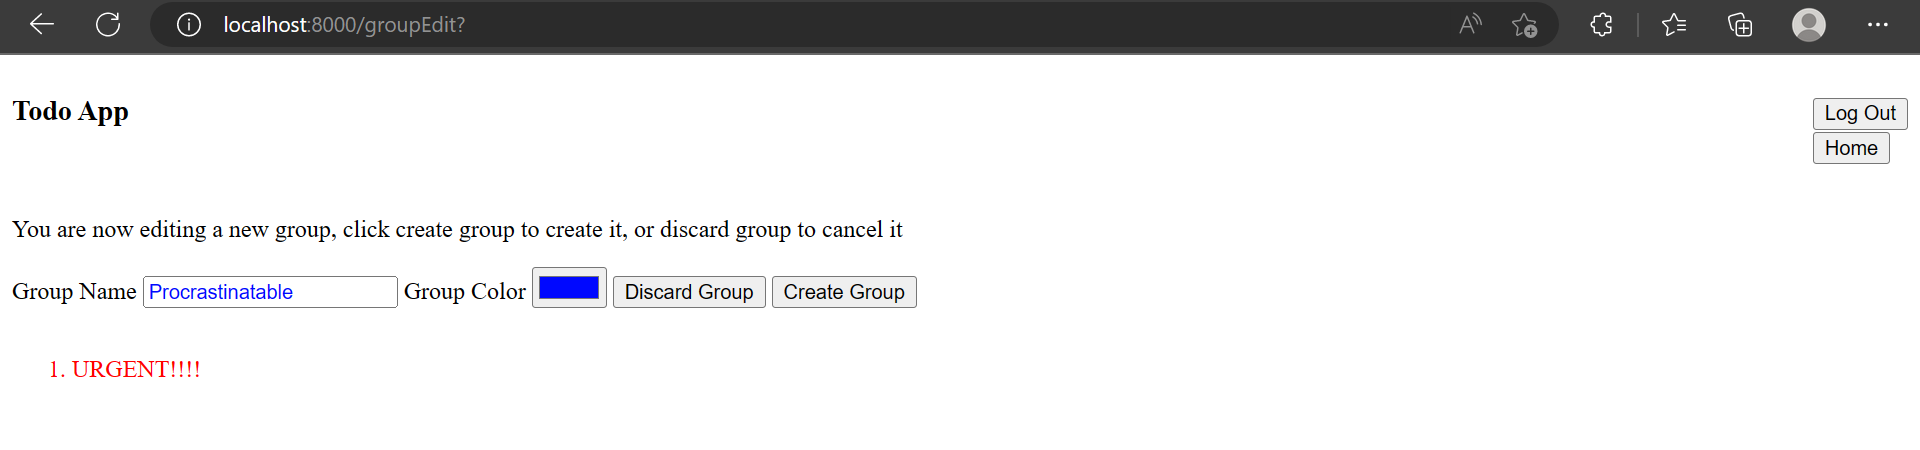 localhost:8000/groupEdit?
Todo App
Log Out
Home
You are now editing a new group, click create group to create it, or discard group to cancel it
Group Name Procrastinatable Group Color Discard Group Create Group
1. URGENT!!!!